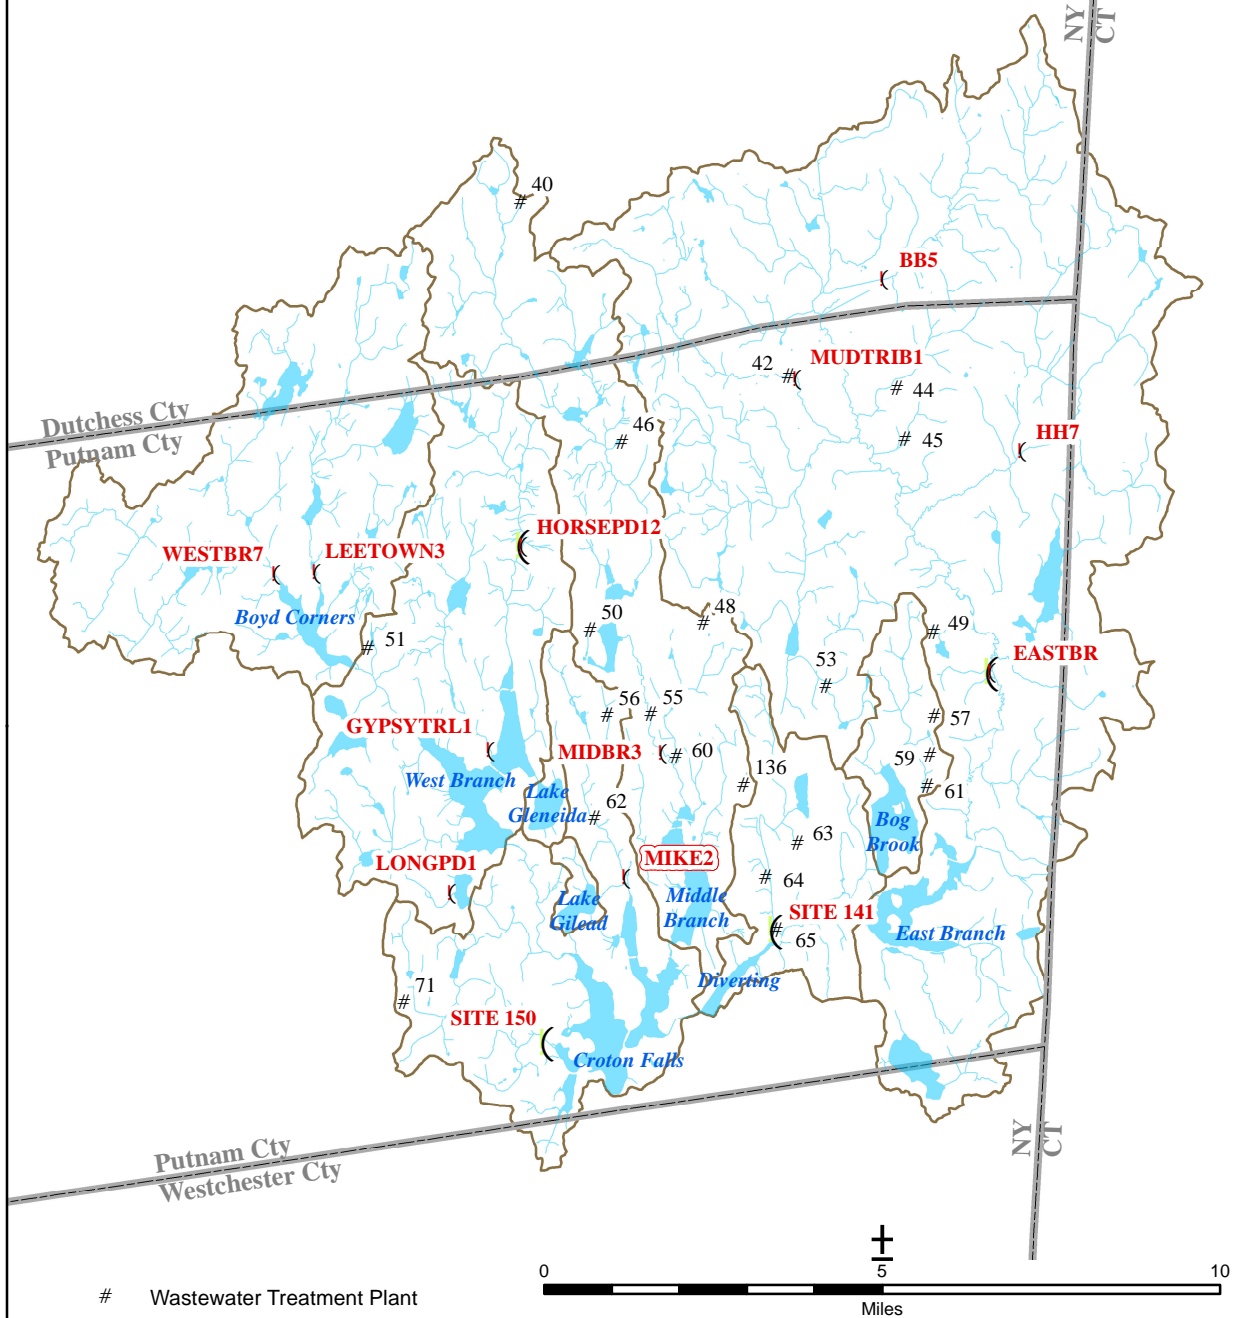 NY
CT
40
BB5
42
#
MUDTRIB1
#
44
Dutchess Cty
Putnam Cty
46
#
#
45
HH7
#
HORSEPD12
WESTBR7
LEETOWN3
Boyd Corners
51
#
50
#
48
#
49
#
EASTBR
53
#
56
#
55
#
57
#
GYPSYTRL1
West Branch
MIDBR3
60
#
59
#
136
#
61
#
Lake
Gleneida
62
#
63
#
Bog
Brook
LONGPD1
MIKE2
64
#
Lake
Gilead
Middle
Branch
SITE 141
#
65
East Branch
71
#
Diverting
SITE 150
Croton Falls
Putnam Cty
Westchester Cty
NY
CT
0
5
10
Miles
# Wastewater Treatment Plant